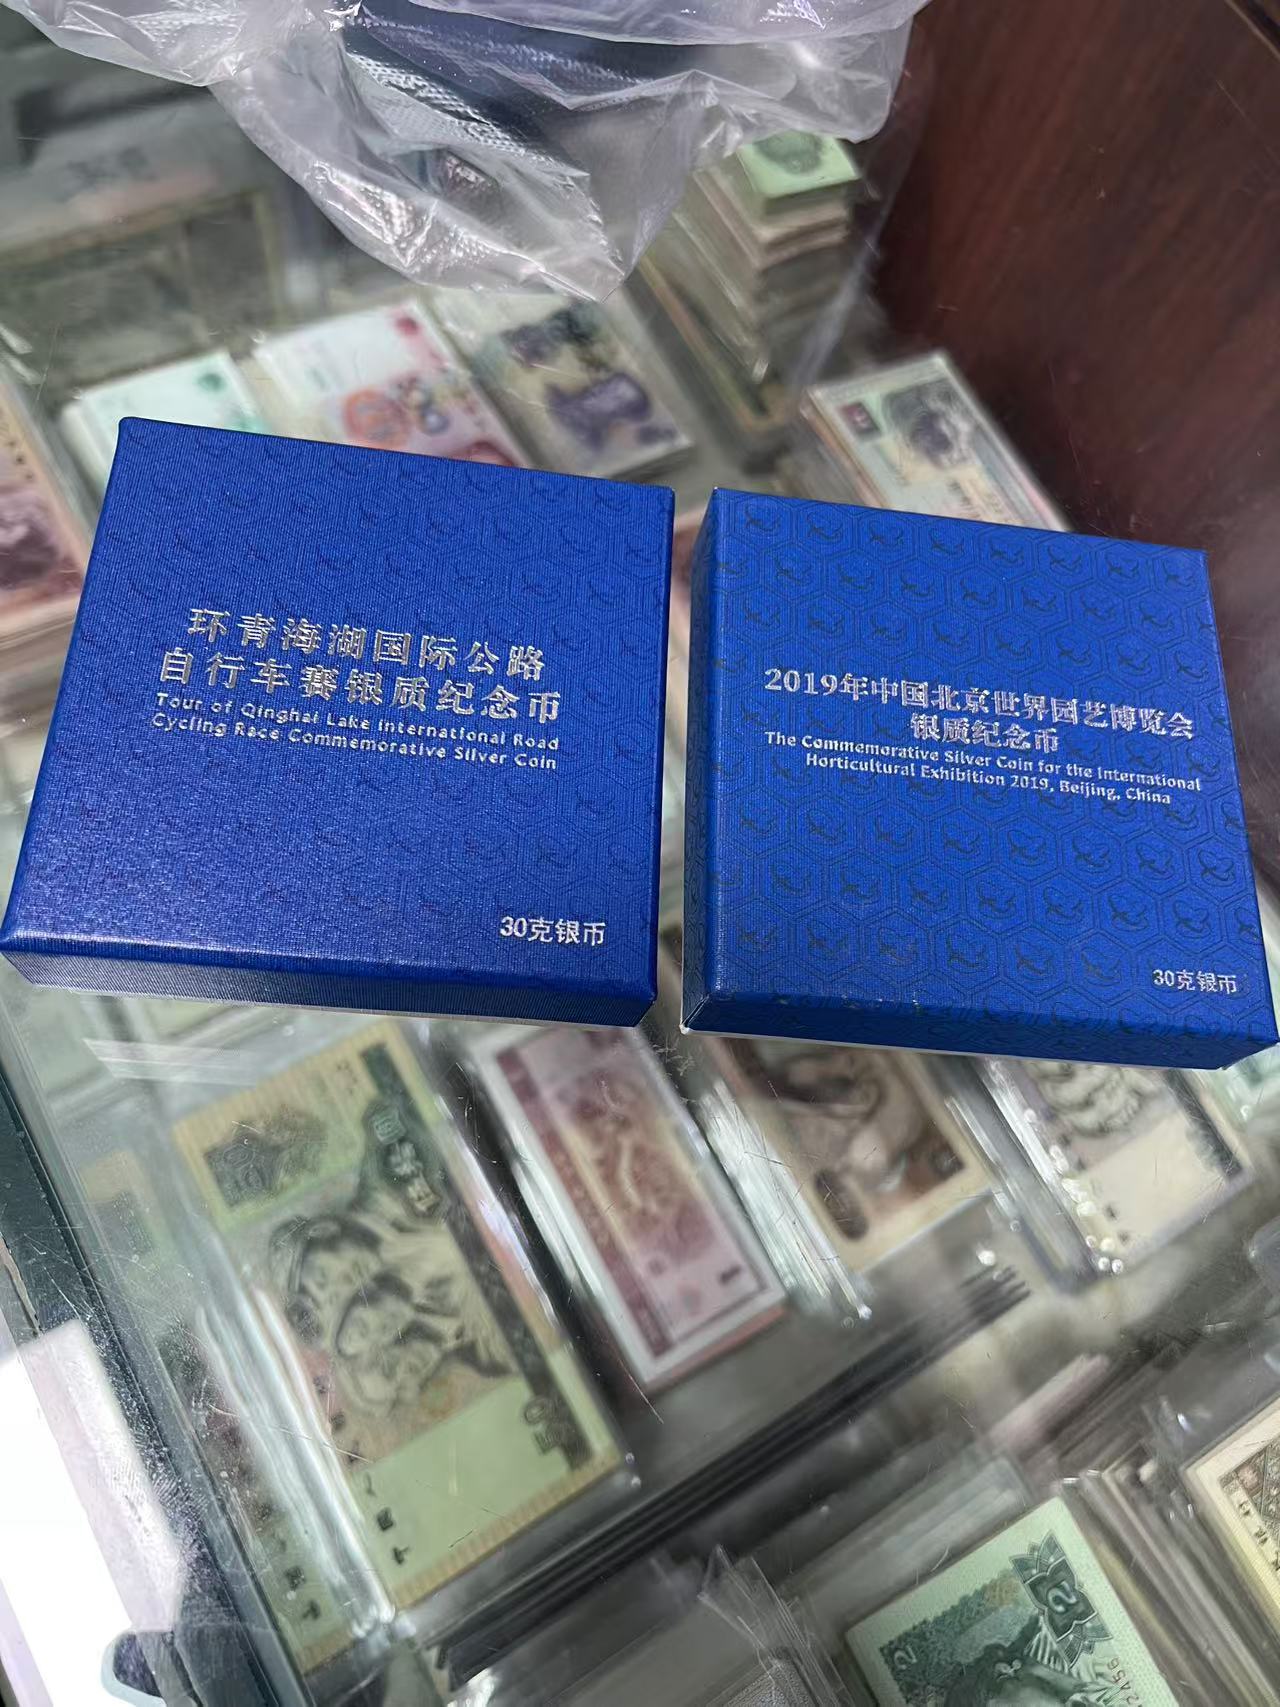 环青海湖国际公路
自行车赛银质纪念币
Tour of Qinghai Lake International Road
Cycling Race Commemorative Silver Coin
30克银币
2019年中国北京世界园艺博览会
银质纪念币
The Commemorative Silver Coin for the International
Horticultural Exhibition 2019, Beijing, China
30克银币
2
2